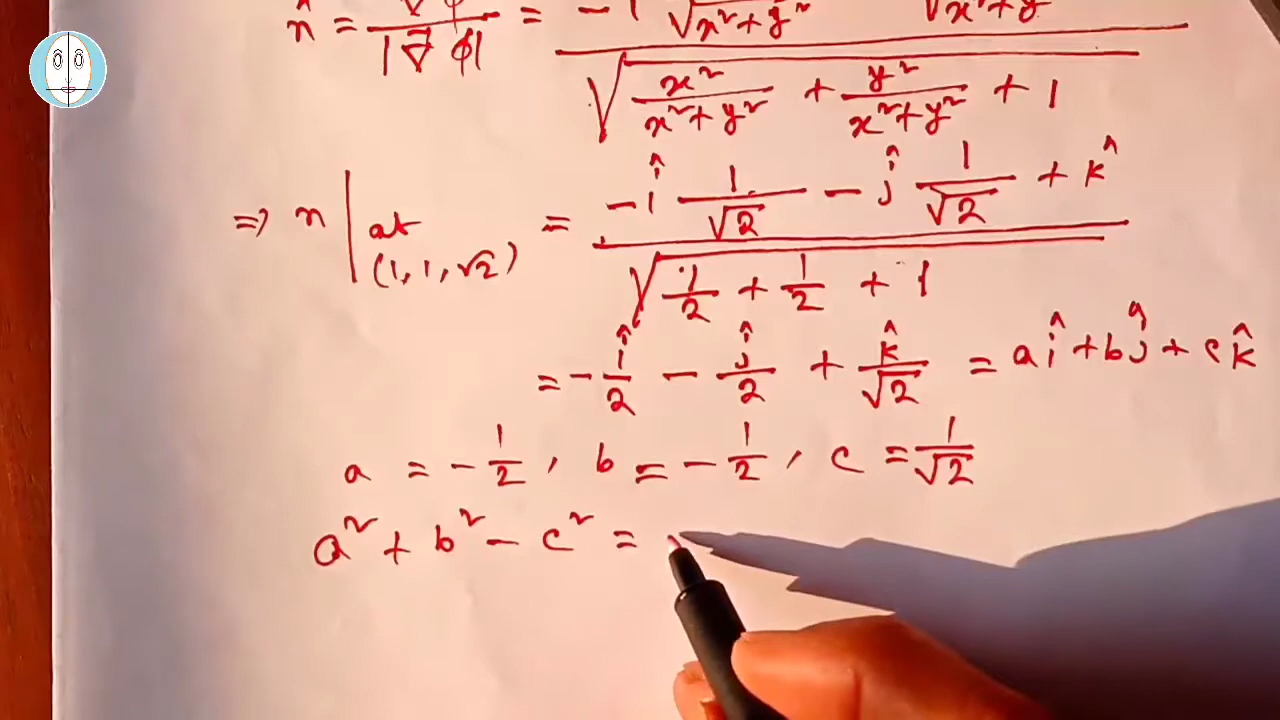 n̂ = ∇⃗ϕ / |∇⃗ϕ| = -î / √(x²+y²) √(x²+y²)
√(x²/(x²+y²) + y²/(x²+y²) + 1)
⇒ n | at (1, 1, √2) = (-î 1/√2 - ĵ 1/√2 + k̂) / √(1/2 + 1/2 + 1)
= - î/2 - ĵ/2 + k̂/√2 = aî + bĵ + ck̂
a = - 1/2 , b = - 1/2 , c = 1/√2
a² + b² - c² =